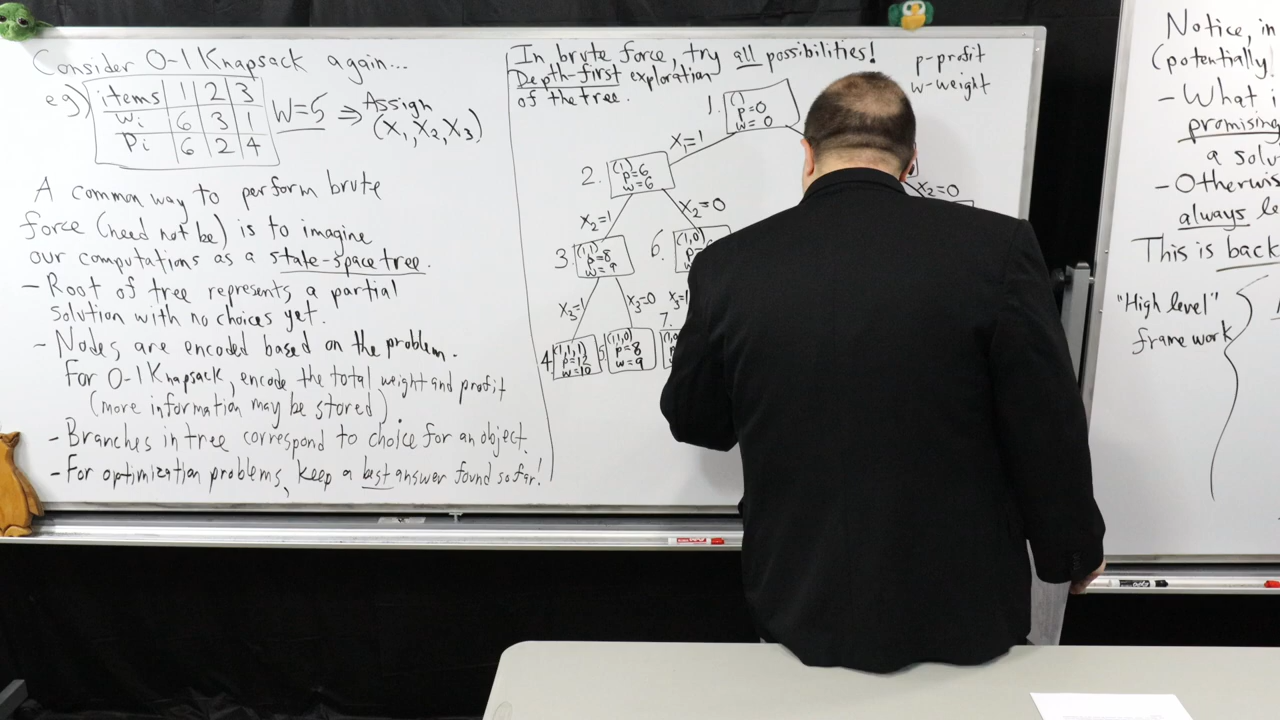 Consider 0-1 Knapsack again...
eg) items 1 2 3
wi 6 3 1
Pi 6 2 4
W=5 ⇒ Assign
(X1, X2, X3)
A common way to perform brute
force (need not be) is to imagine
our computations as a state-space tree.
- Root of tree represents a partial
solution with no choices yet.
- Nodes are encoded based on the problem.
For 0-1 Knapsack, encode the total weight and profit
(more information may be stored)
- Branches in tree correspond to choice for an object.
- For optimization problems, keep a best answer found so far!
In brute force, try all possibilities!
Depth-first exploration
of the tree.
p-profit
w-weight
1. ()
p=0
w=0
X1=1
2. (1)
p=6
w=6
X2=1
X2=0
X2=0
3. (1,1)
p=8
w=9
6. (1,0)
X3=1
X3=0
X3=1
4 (1,1,1)
p=12
w=10
5 (1,1,0)
p=8
w=9
7.
Notice, in
(potentially!
- What i
promising
a solu
- Otherwis
always le
This is back
"High level"
framework